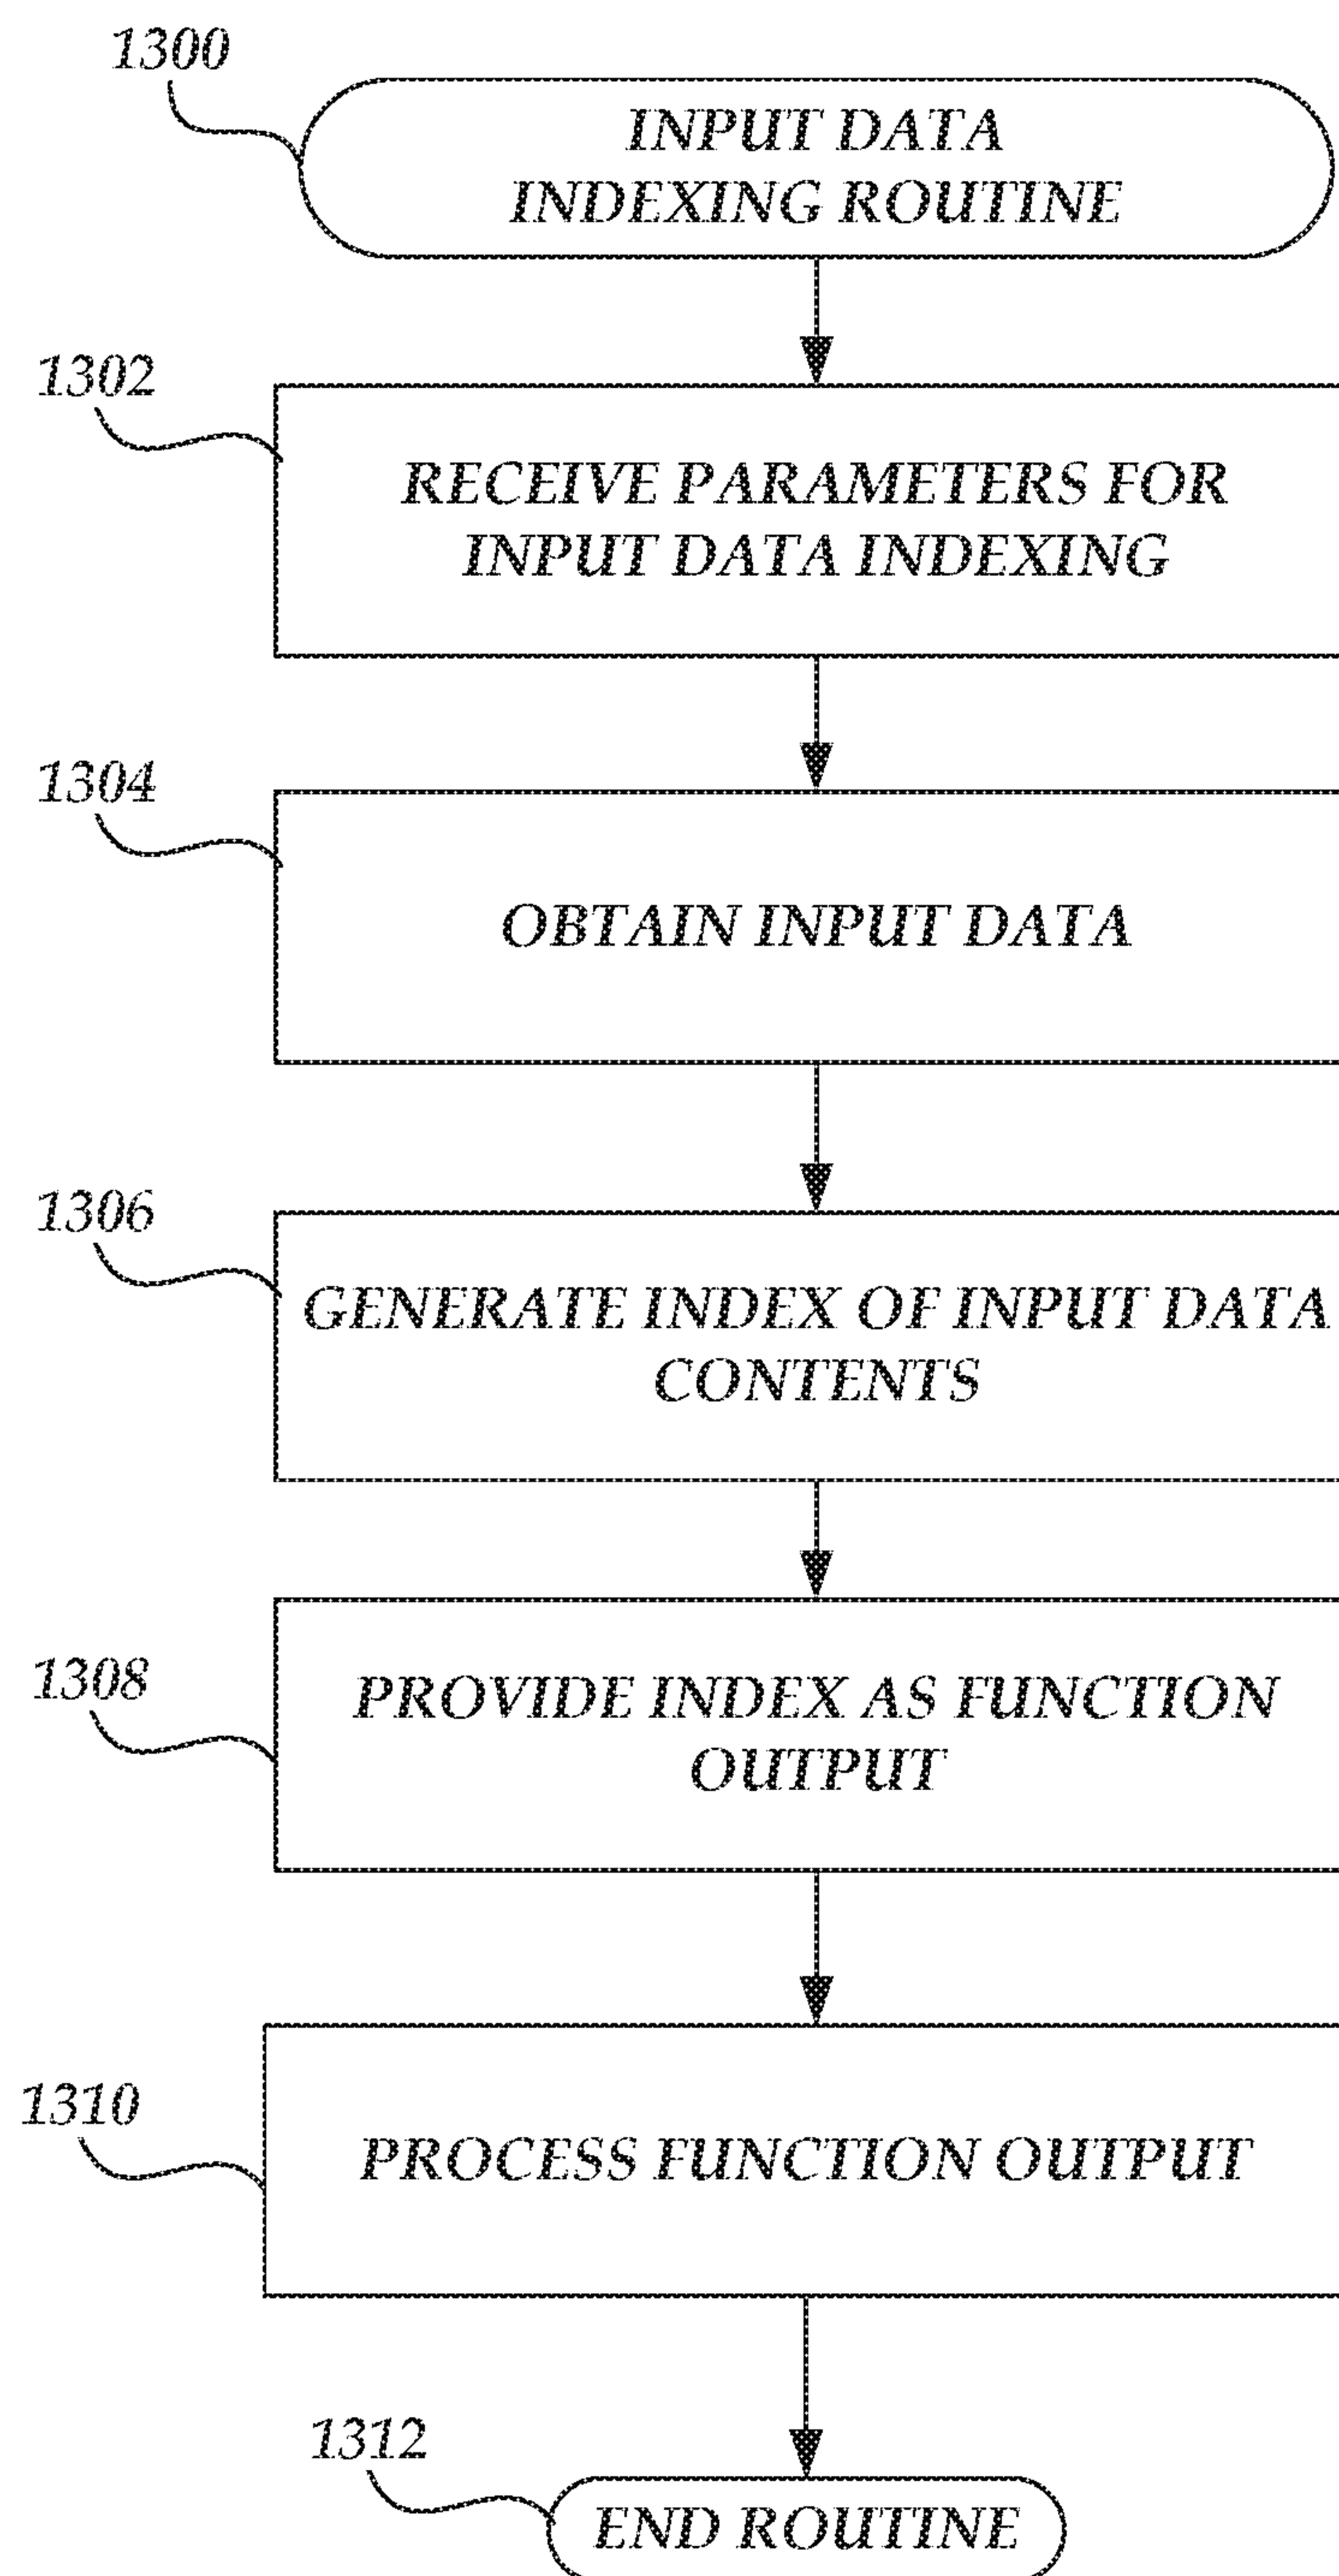 1300
INPUT DATA
INDEXING ROUTINE
1302
RECEIVE PARAMETERS FOR
INPUT DATA INDEXING
1304
OBTAIN INPUT DATA
1306
GENERATE INDEX OF INPUT DATA
CONTENTS
1308
PROVIDE INDEX AS FUNCTION
OUTPUT
1310
PROCESS FUNCTION OUTPUT
1312
END ROUTINE